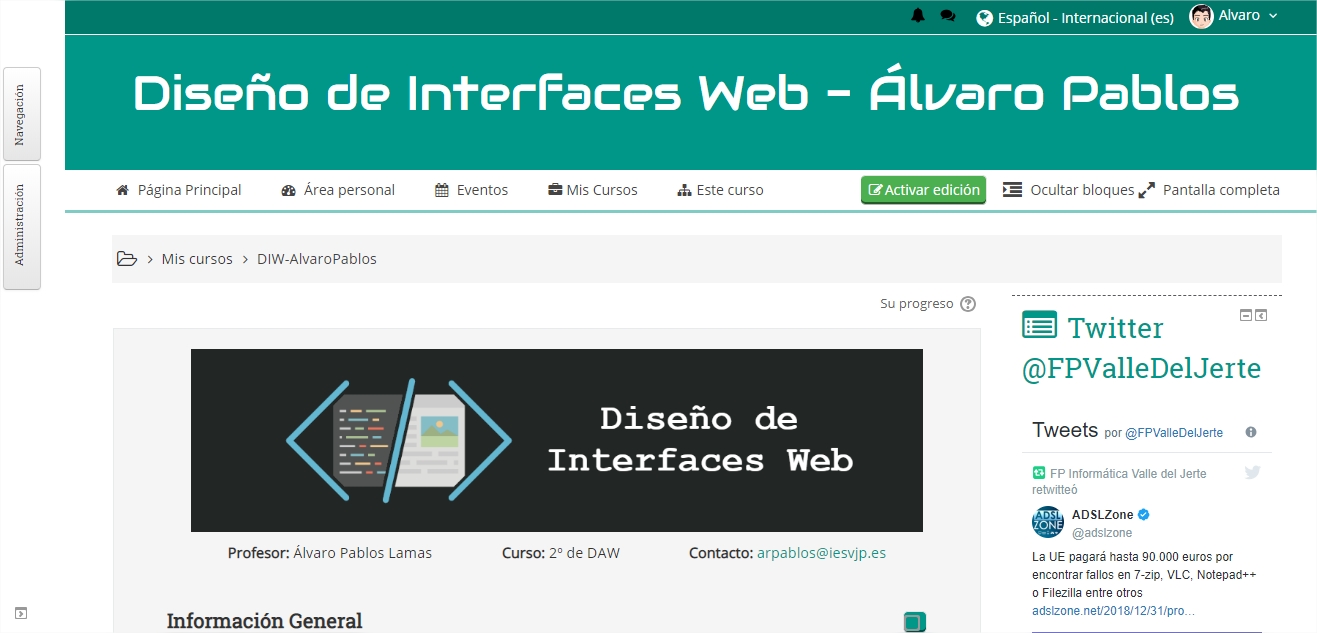 Español - Internacional (es) Alvaro
Diseño de Interfaces Web - Álvaro Pablos
Navegación
Administración
Página Principal Área personal Eventos Mis Cursos Este curso Activar edición Ocultar bloques Pantalla completa
Mis cursos DIW-AlvaroPablos
Su progreso
Diseño de
Interfaces Web
Profesor: Álvaro Pablos Lamas Curso: 2º de DAW Contacto: arpablos@iesvjp.es
Información General
Twitter
@FPValleDelJerte
Tweets por @FPValleDelJerte
FP Informática Valle del Jerte
retwitteó
ADSL
ZONE
ADSLZone
@adslzone
La UE pagará hasta 90.000 euros por
encontrar fallos en 7-zip, VLC, Notepad++
o Filezilla entre otros
adslzone.net/2018/12/31/pro…